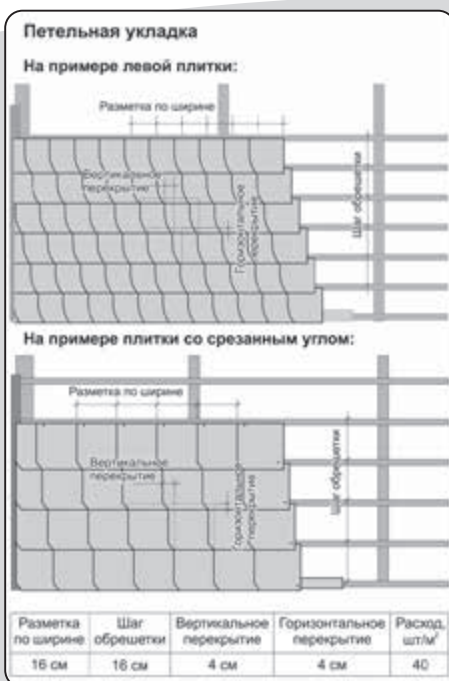 Петельная укладка
На примере левой плитки:
Разметка по ширине
Вертикальное
перекрытие
Горизонтальное
перекрытие
Шаг обрешетки
На примере плитки со срезанным углом:
Разметка по ширине
Вертикальное
перекрытие
Горизонтальное
перекрытие
Шаг обрешетки
Разметка по ширине Шаг обрешетки Вертикальное перекрытие Горизонтальное перекрытие Расход, шт/м²
16 см 16 см 4 см 4 см 40